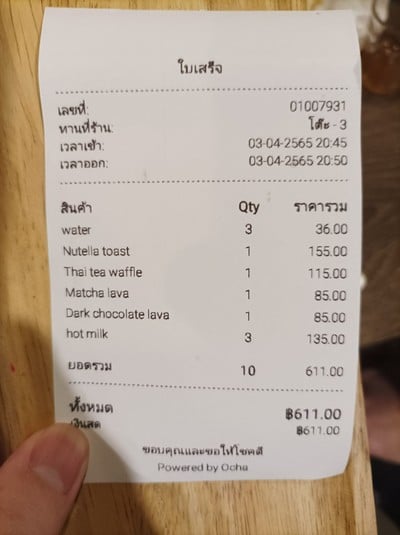 ใบเสร็จ
เลขที่: 01007931
ทานที่ร้าน: โต๊ะ - 3
เวลาเข้า: 03-04-2565 20:45
เวลาออก: 03-04-2565 20:50
สินค้า Qty ราคารวม
water 3 36.00
Nutella toast 1 155.00
Thai tea waffle 1 115.00
Matcha lava 1 85.00
Dark chocolate lava 1 85.00
hot milk 3 135.00
ยอดรวม 10 611.00
ทั้งหมด ฿611.00
เงินสด ฿611.00
ขอบคุณและขอให้โชคดี
Powered by Ocha